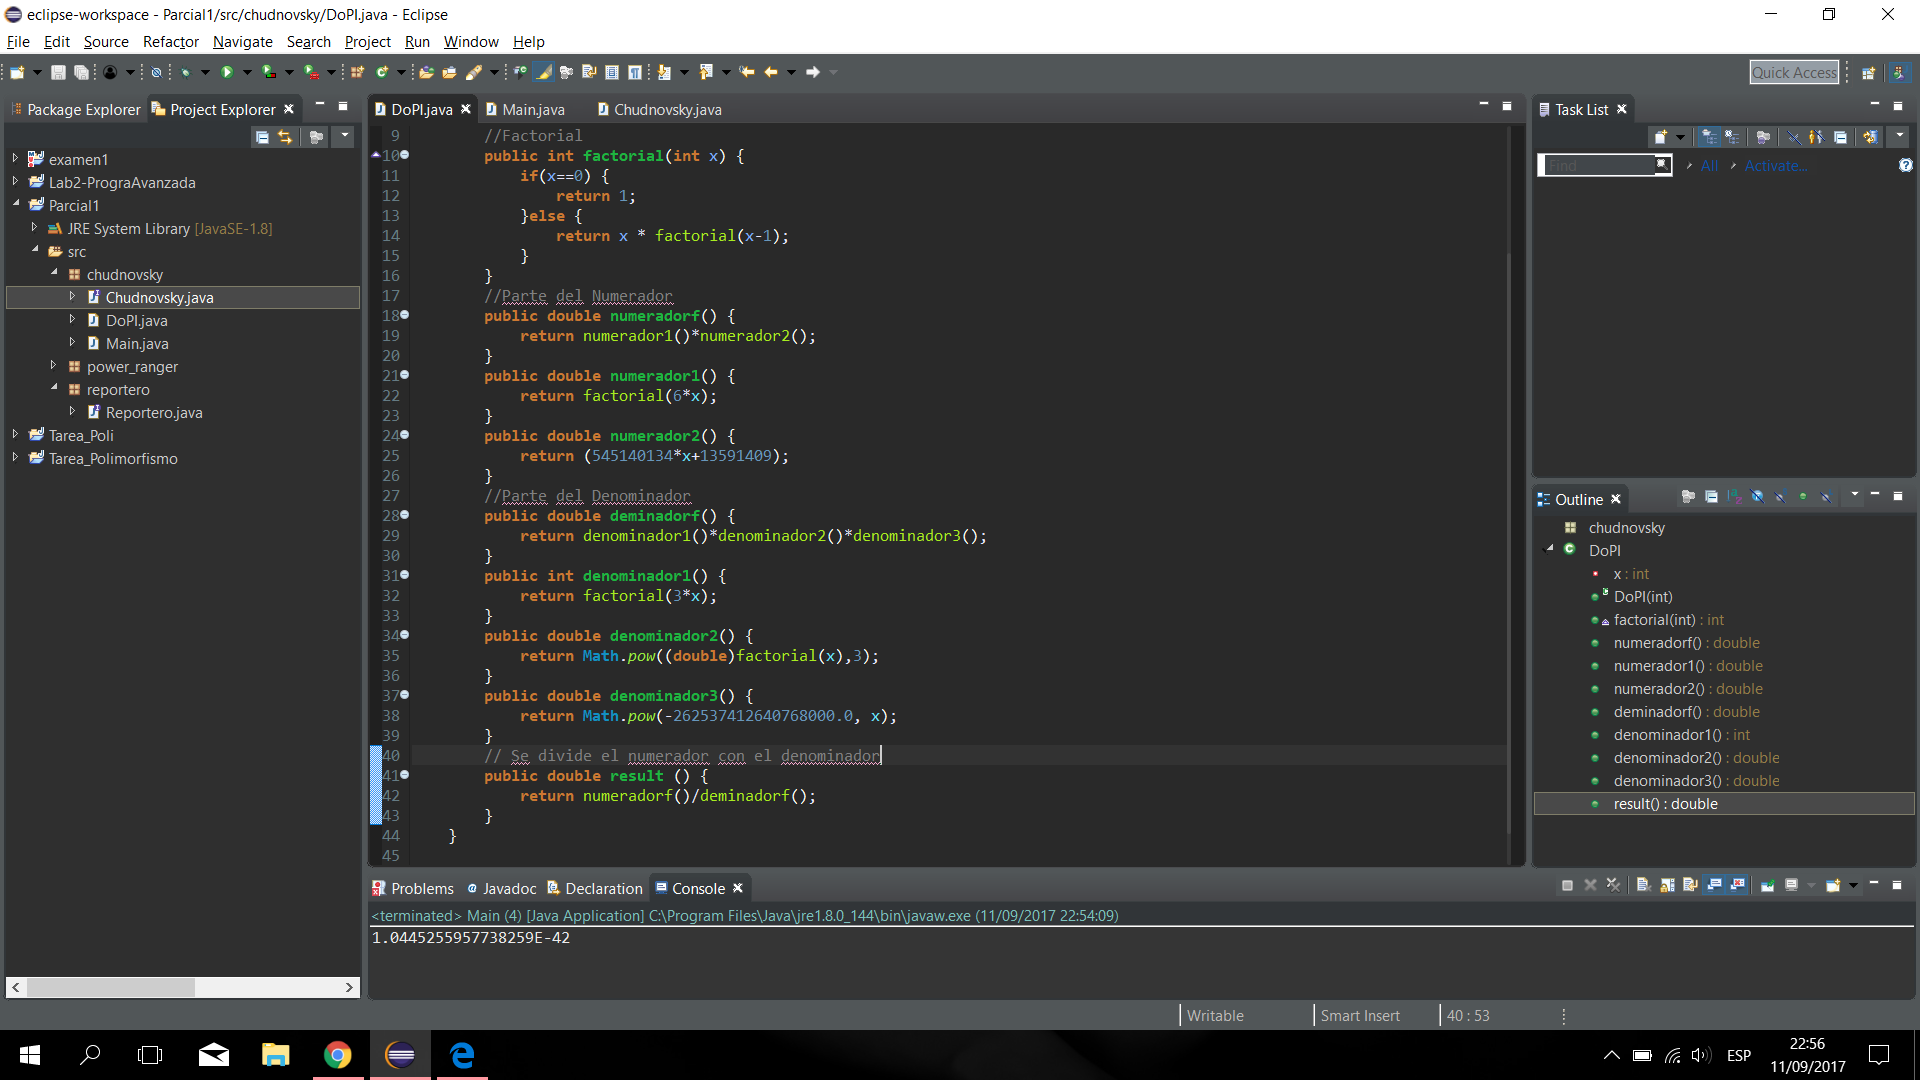 eclipse-workspace - Parcial1/src/chudnovsky/DoPI.java - Eclipse
File Edit Source Refactor Navigate Search Project Run Window Help
Quick Access
Package Explorer Project Explorer
examen1
Lab2-PrograAvanzada
Parcial1
JRE System Library [JavaSE-1.8]
src
chudnovsky
Chudnovsky.java
DoPI.java
Main.java
power_ranger
reportero
Reportero.java
Tarea_Poli
Tarea_Polimorfismo
DoPI.java Main.java Chudnovsky.java
9 //Factorial
10 public int factorial(int x) {
11 if(x==0) {
12 return 1;
13 }else {
14 return x * factorial(x-1);
15 }
16 }
17 //Parte del Numerador
18 public double numeradorf() {
19 return numerador1()*numerador2();
20 }
21 public double numerador1() {
22 return factorial(6*x);
23 }
24 public double numerador2() {
25 return (545140134*x+13591409);
26 }
27 //Parte del Denominador
28 public double deminadorf() {
29 return denominador1()*denominador2()*denominador3();
30 }
31 public int denominador1() {
32 return factorial(3*x);
33 }
34 public double denominador2() {
35 return Math.pow((double)factorial(x),3);
36 }
37 public double denominador3() {
38 return Math.pow(-262537412640768000.0, x);
39 }
40 // Se divide el numerador con el denominador
41 public double result () {
42 return numeradorf()/deminadorf();
43 }
44 }
45
Task List
Find All Activate...
Outline
chudnovsky
DoPI
x : int
DoPI(int)
factorial(int) : int
numeradorf() : double
numerador1() : double
numerador2() : double
deminadorf() : double
denominador1() : int
denominador2() : double
denominador3() : double
result() : double
Problems Javadoc Declaration Console
<terminated> Main (4) [Java Application] C:\Program Files\Java\jre1.8.0_144\bin\javaw.exe (11/09/2017 22:54:09)
1.0445255957738259E-42
Writable Smart Insert 40 : 53
ESP
22:56
11/09/2017